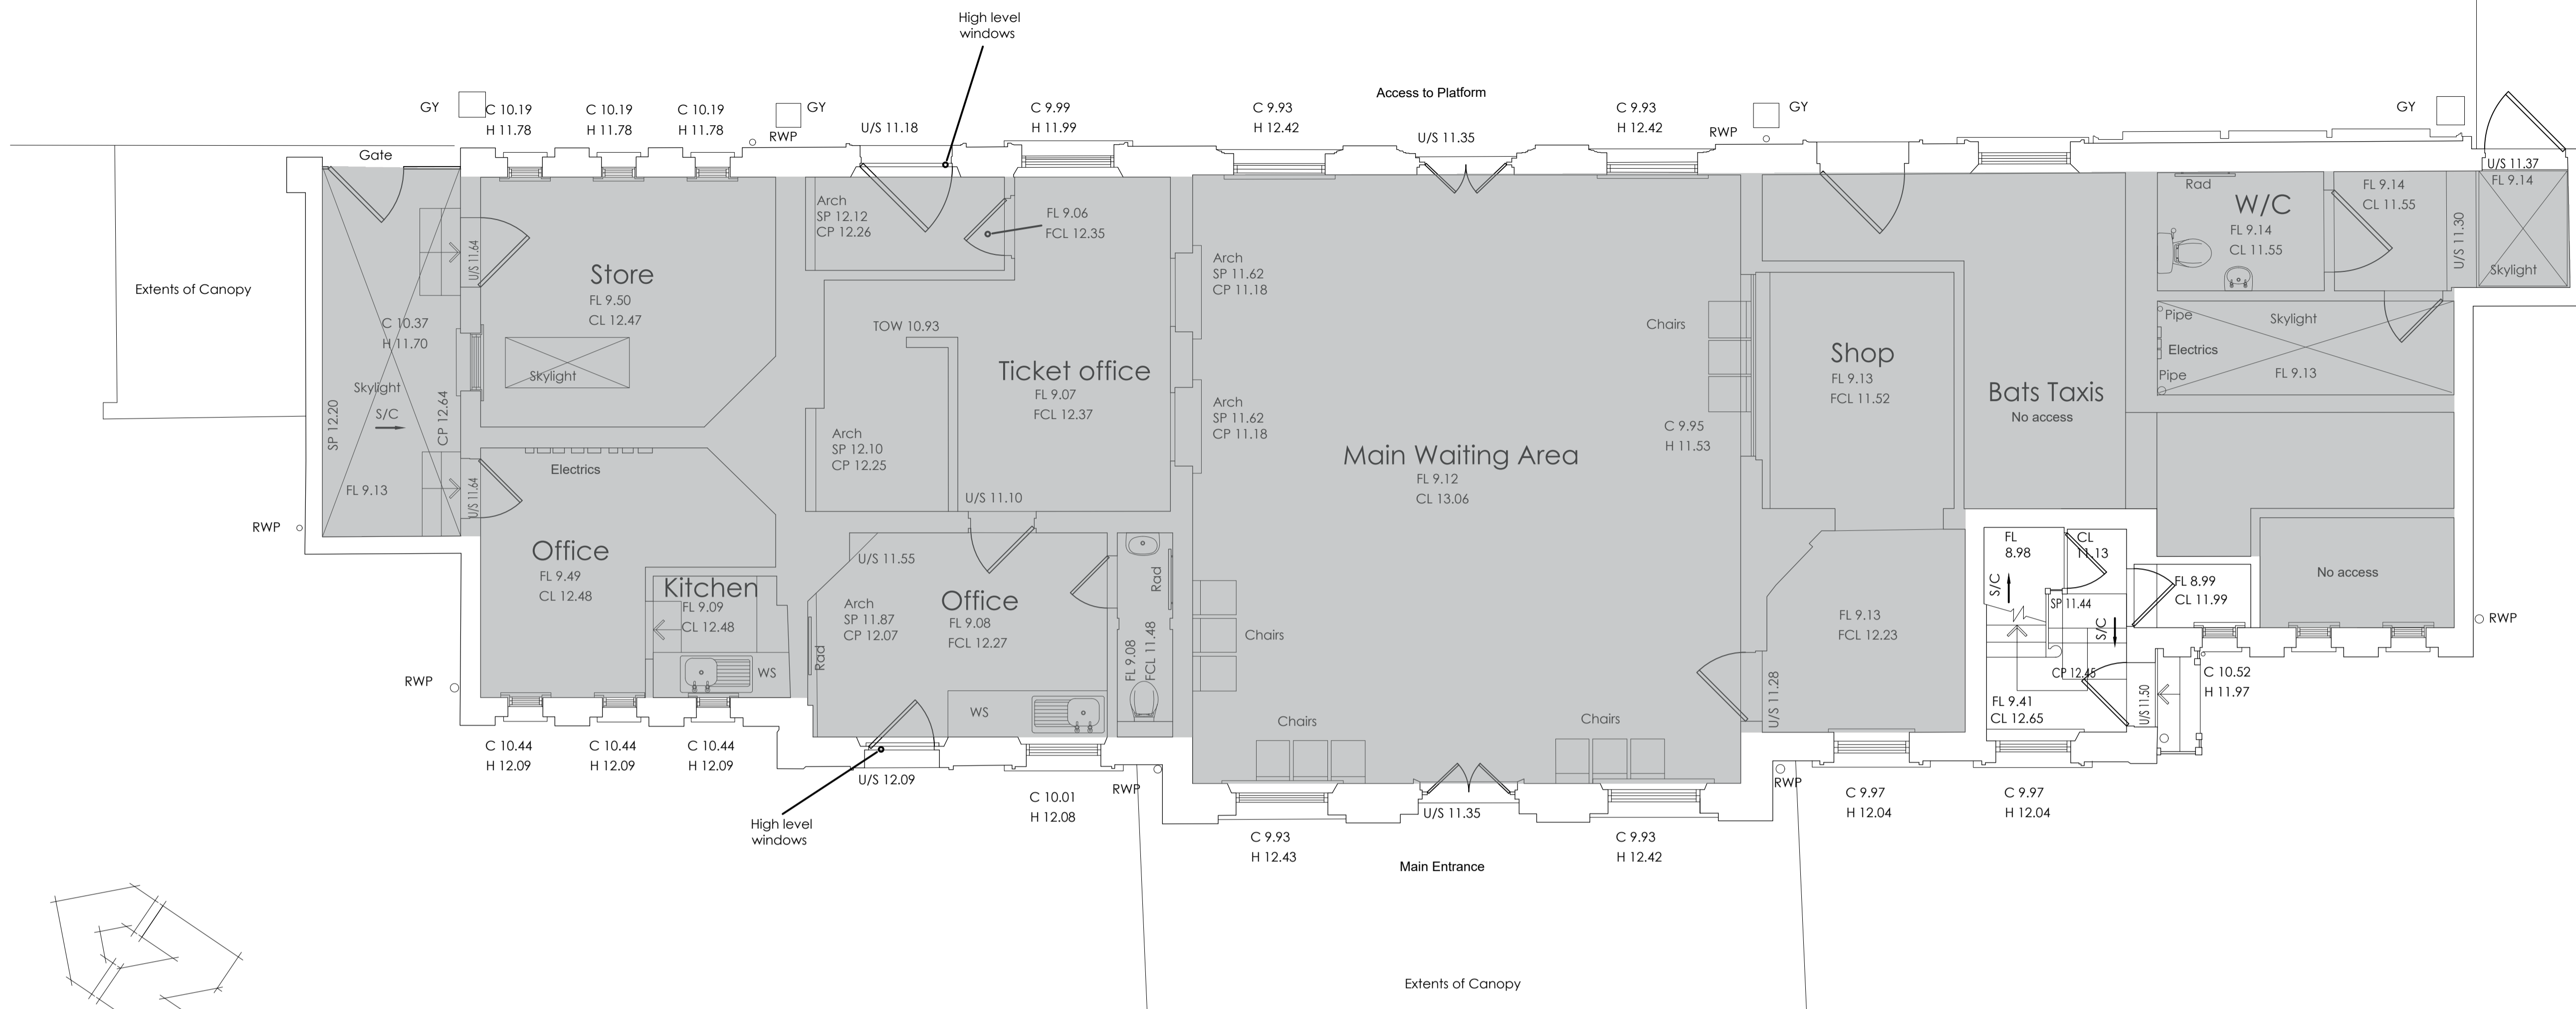 High level
windows
Access to Platform
GY
C 10.19
H 11.78
C 10.19
H 11.78
C 10.19
H 11.78
RWP
GY
U/S 11.18
C 9.99
H 11.99
C 9.93
H 12.42
U/S 11.35
C 9.93
H 12.42
RWP
GY
GY
Gate
U/S 11.37
FL 9.14
Skylight
Extents of Canopy
C 10.37
H 11.70
Skylight
S/C
SP 12.20
CP 12.64
FL 9.13
U/S 11.64
U/S 11.64
Store
FL 9.50
CL 12.47
Skylight
Arch
SP 12.12
CP 12.26
FL 9.06
FCL 12.35
TOW 10.93
Ticket office
FL 9.07
FCL 12.37
Arch
SP 12.10
CP 12.25
U/S 11.10
Arch
SP 11.62
CP 11.18
Arch
SP 11.62
CP 11.18
Main Waiting Area
FL 9.12
CL 13.06
Chairs
C 9.95
H 11.53
Shop
FL 9.13
FCL 11.52
Bats Taxis
No access
Rad
W/C
FL 9.14
CL 11.55
FL 9.14
CL 11.55
U/S 11.30
Pipe
Skylight
Electrics
Pipe
FL 9.13
Electrics
Office
FL 9.49
CL 12.48
Kitchen
FL 9.09
CL 12.48
WS
U/S 11.55
Arch
SP 11.87
CP 12.07
Rad
Office
FL 9.08
FCL 12.27
WS
Rad
FL 9.08
FCL 11.48
Chairs
Chairs
Chairs
FL 9.13
FCL 12.23
U/S 11.28
FL
8.98
CL
11.13
S/C
SP 11.44
S/C
FL 8.99
CL 11.99
No access
CP 12.45
FL 9.41
CL 12.65
U/S 11.50
C 10.52
H 11.97
RWP
RWP
RWP
C 10.44
H 12.09
C 10.44
H 12.09
C 10.44
H 12.09
U/S 12.09
High level
windows
C 10.01
H 12.08
RWP
C 9.93
H 12.43
U/S 11.35
C 9.93
H 12.42
RWP
C 9.97
H 12.04
C 9.97
H 12.04
Main Entrance
Extents of Canopy